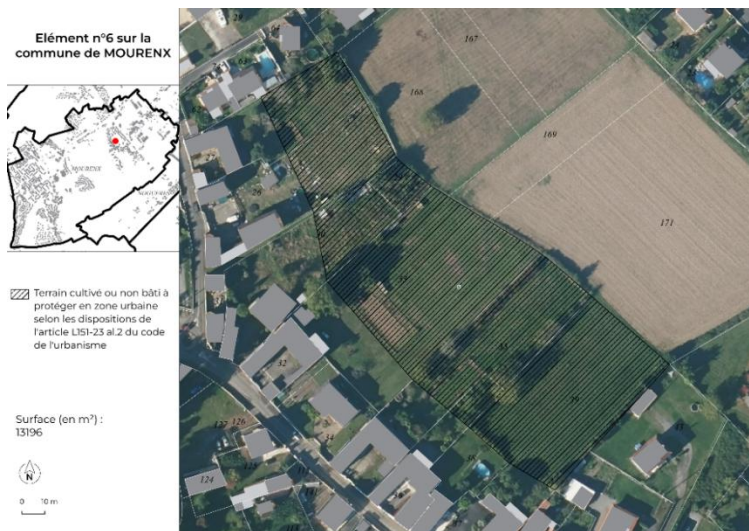 Elément n°6 sur la
commune de MOURENX
MOURENX
Terrain cultivé ou non bâti à
protéger en zone urbaine
selon les dispositions de
l'article L151-23 al.2 du code
de l'urbanisme
Surface (en m²) :
13196
N
0 10 m
167
168
169
171
26
32
34
126
124